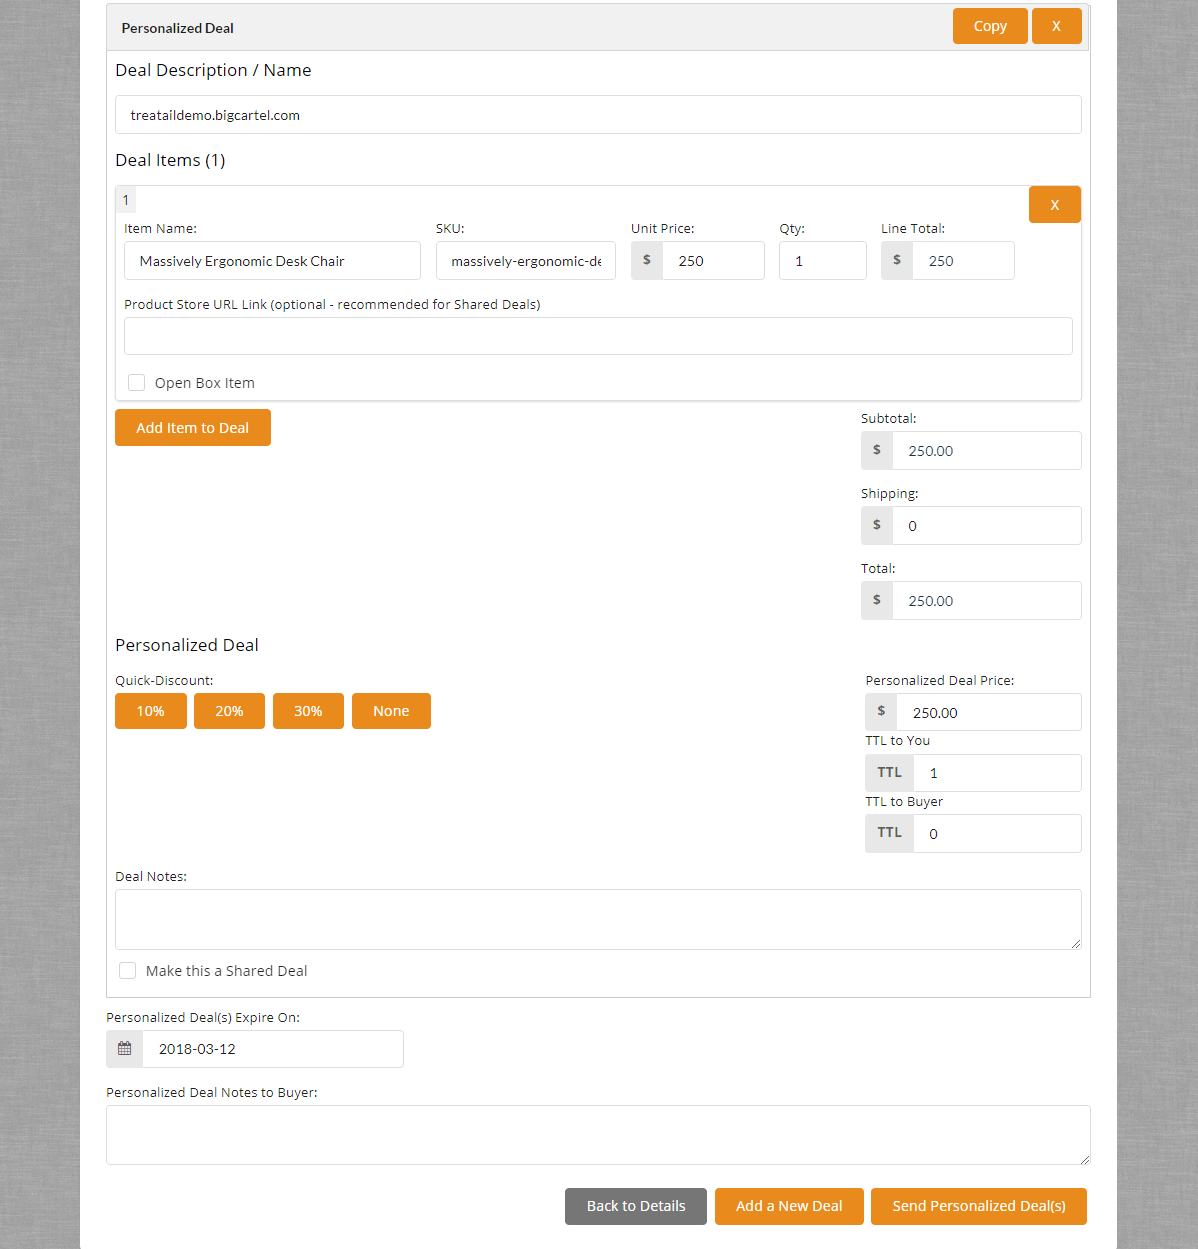 Personalized Deal Copy X
Deal Description / Name
treataildemo.bigcartel.com
Deal Items (1)
1 X
Item Name: SKU: Unit Price: Qty: Line Total:
Massively Ergonomic Desk Chair massively-ergonomic-de $ 250 1 $ 250
Product Store URL Link (optional - recommended for Shared Deals)
Open Box Item
Add Item to Deal
Subtotal:
$ 250.00
Shipping:
$ 0
Total:
$ 250.00
Personalized Deal
Quick-Discount:
10% 20% 30% None
Personalized Deal Price:
$ 250.00
TTL to You
TTL 1
TTL to Buyer
TTL 0
Deal Notes:
Make this a Shared Deal
Personalized Deal(s) Expire On:
2018-03-12
Personalized Deal Notes to Buyer:
Back to Details Add a New Deal Send Personalized Deal(s)